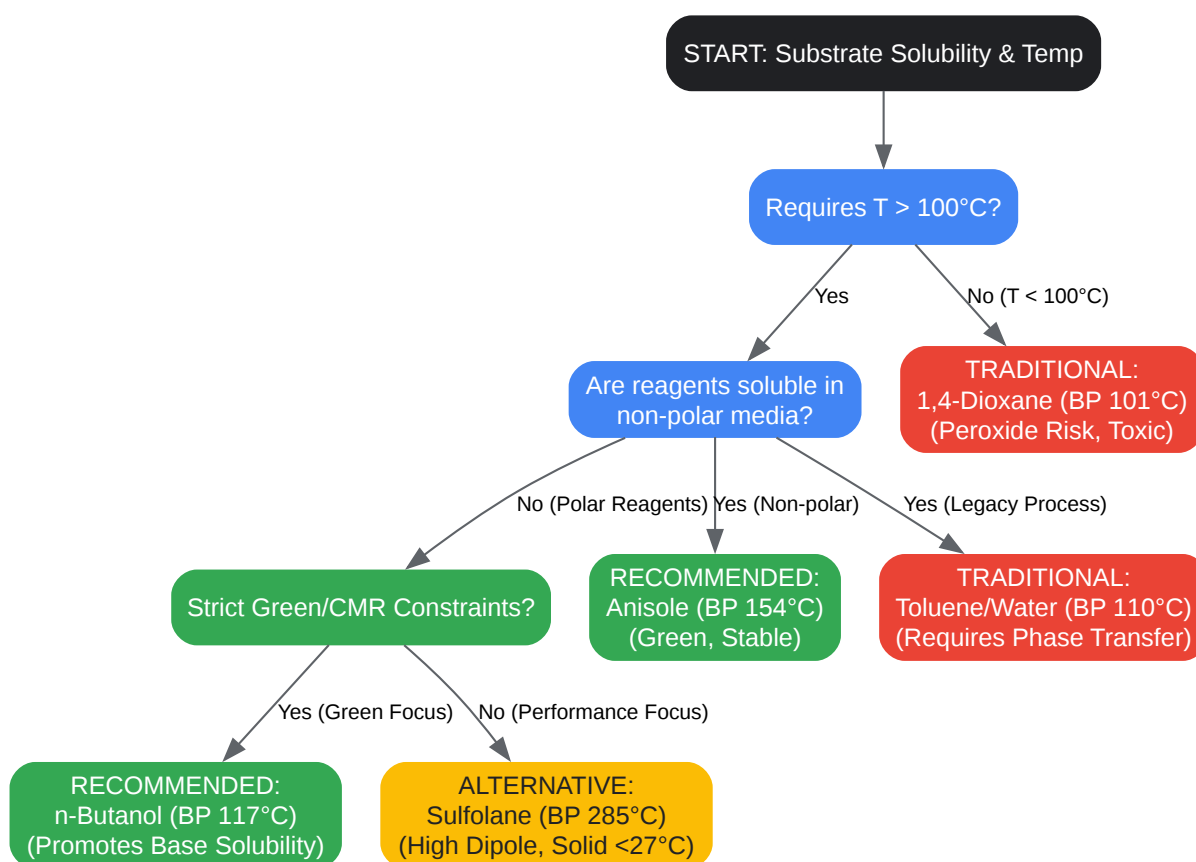 START: Substrate Solubility & Temp
Requires T > 100°C?
Yes
No (T < 100°C)
Are reagents soluble in
non-polar media?
TRADITIONAL:
1,4-Dioxane (BP 101°C)
(Peroxide Risk, Toxic)
No (Polar Reagents)
Yes (Non-polar)
Yes (Legacy Process)
Strict Green/CMR Constraints?
RECOMMENDED:
Anisole (BP 154°C)
(Green, Stable)
TRADITIONAL:
Toluene/Water (BP 110°C)
(Requires Phase Transfer)
Yes (Green Focus)
No (Performance Focus)
RECOMMENDED:
n-Butanol (BP 117°C)
(Promotes Base Solubility)
ALTERNATIVE:
Sulfolane (BP 285°C)
(High Dipole, Solid <27°C)